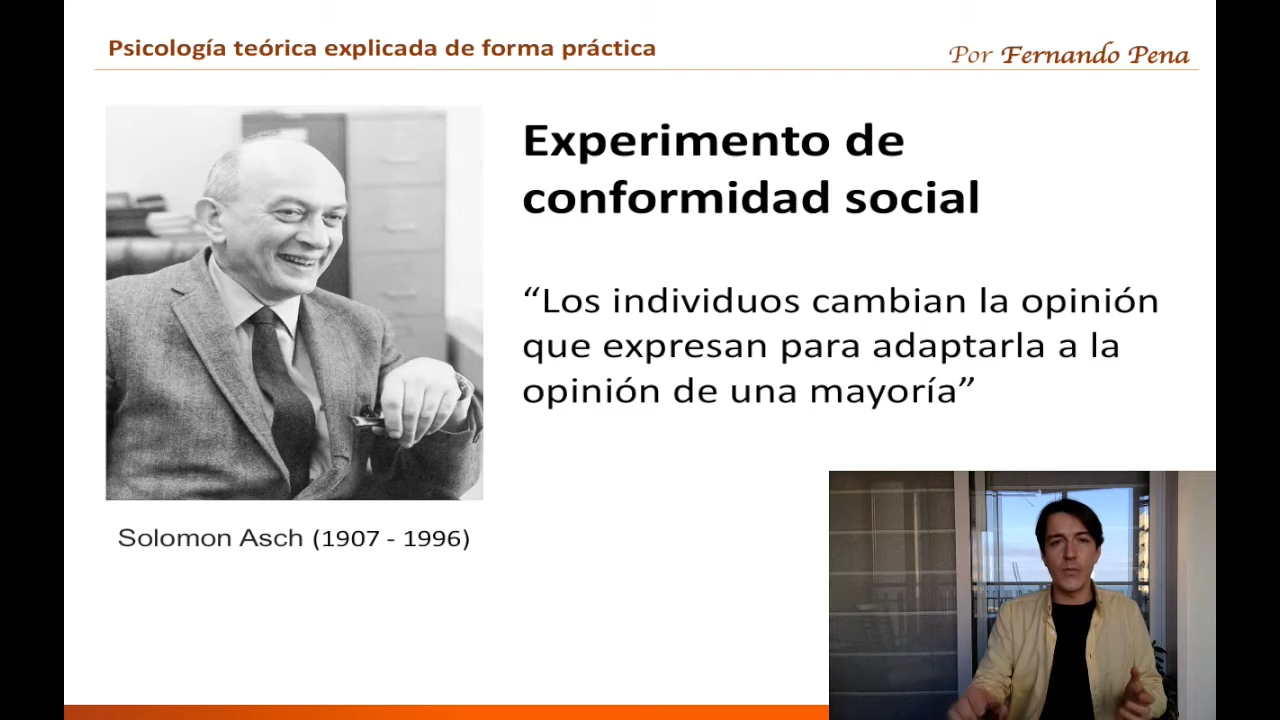 Psicología teórica explicada de forma práctica
Por Fernando Pena
Experimento de
conformidad social
“Los individuos cambian la opinión
que expresan para adaptarla a la
opinión de una mayoría”
Solomon Asch (1907 - 1996)